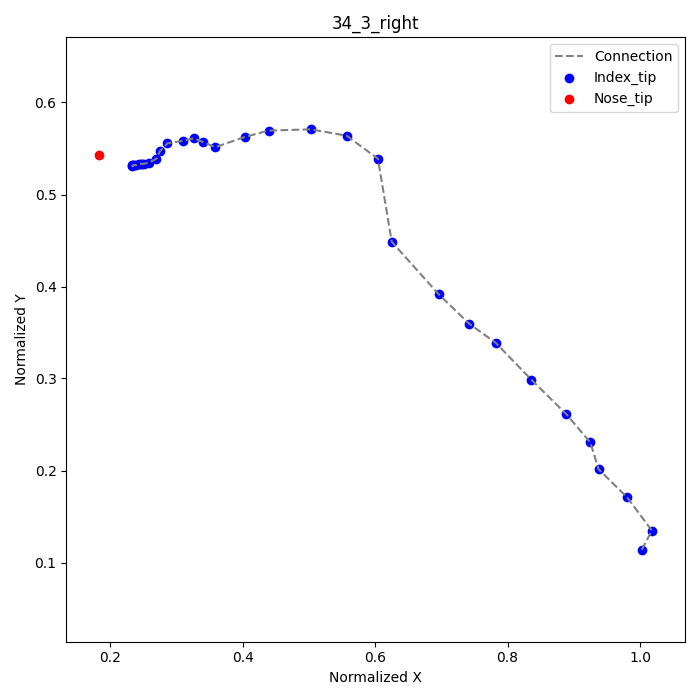 34_3_right
Connection
Index_tip
Nose_tip
0.6
0.5
0.4
0.3
0.2
0.1
Normalized Y
0.2 0.4 0.6 0.8 1.0
Normalized X